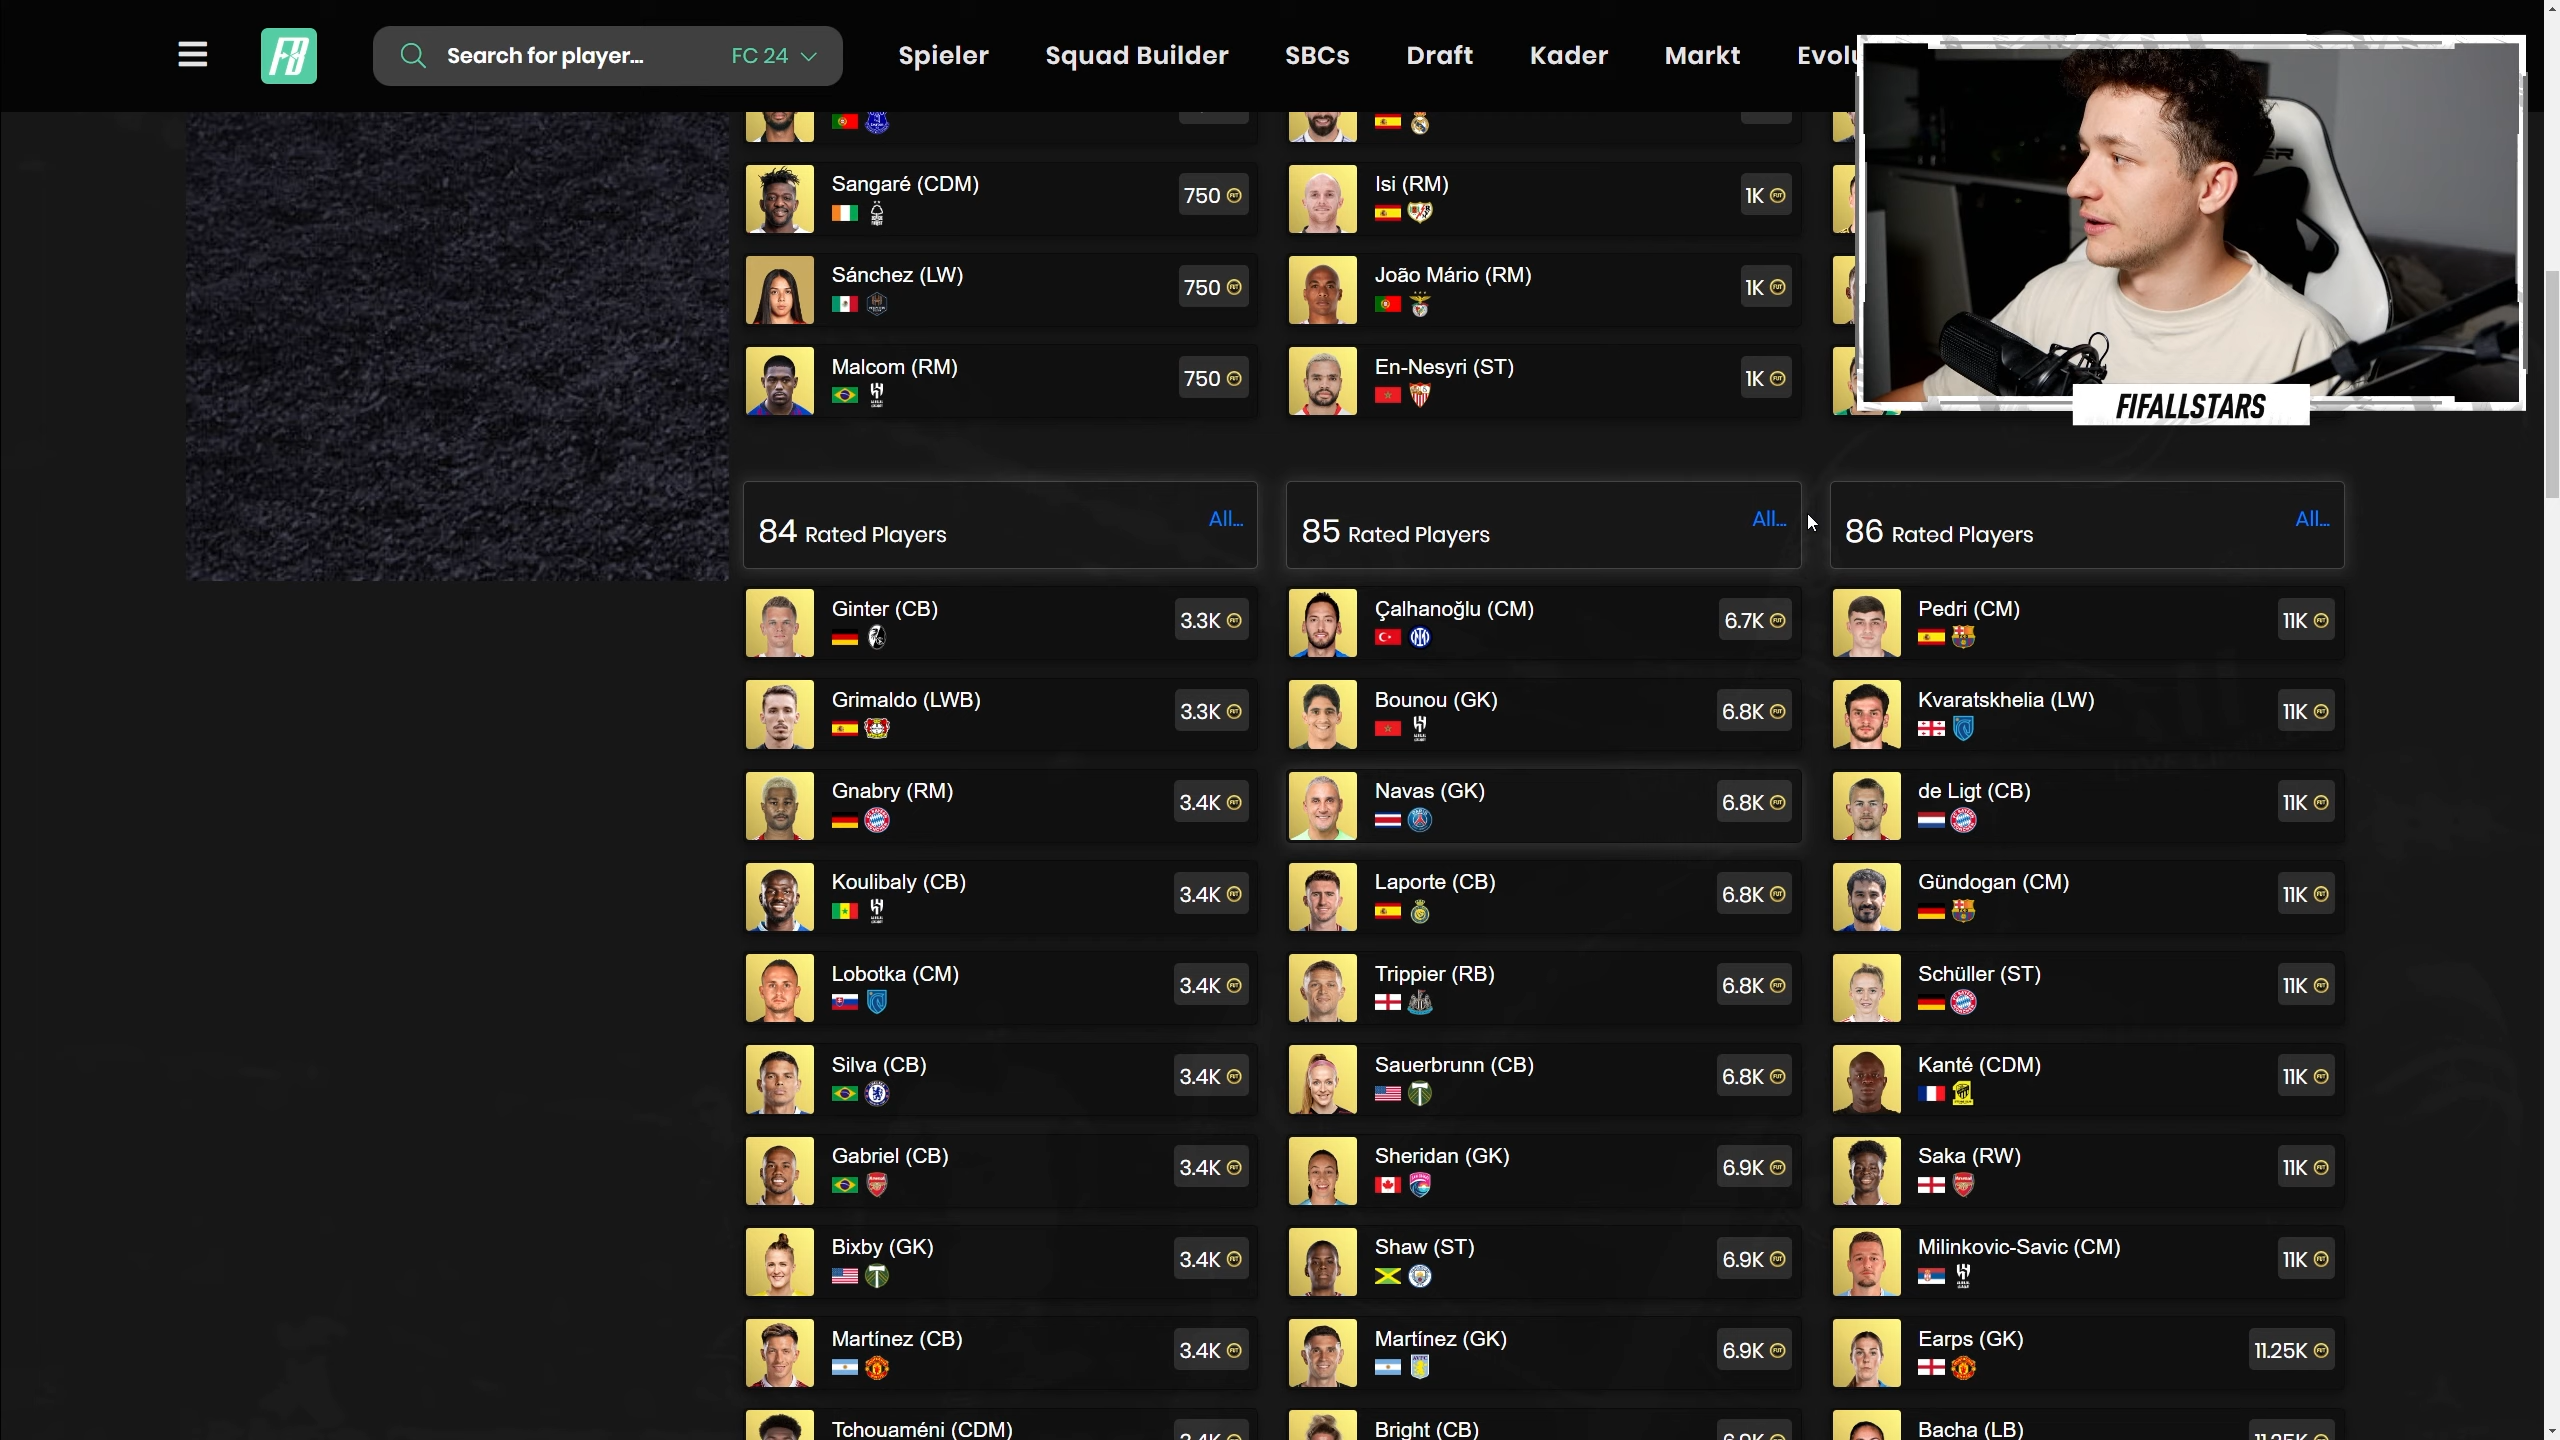 Search for player...
FC 24
Spieler
Squad Builder
SBCs
Draft
Kader
Markt
Sangaré (CDM)
750
Isi (RM)
1K
Sánchez (LW)
750
João Mário (RM)
1K
Malcom (RM)
750
En-Nesyri (ST)
1K
FIFALLSTARS
84 Rated Players
All...
85 Rated Players
All...
86 Rated Players
All...
Ginter (CB)
3.3K
Çalhanoğlu (CM)
6.7K
Pedri (CM)
11K
Grimaldo (LWB)
3.3K
Bounou (GK)
6.8K
Kvaratskhelia (LW)
11K
Gnabry (RM)
3.4K
Navas (GK)
6.8K
de Ligt (CB)
11K
Koulibaly (CB)
3.4K
Laporte (CB)
6.8K
Gündogan (CM)
11K
Lobotka (CM)
3.4K
Trippier (RB)
6.8K
Schüller (ST)
11K
Silva (CB)
3.4K
Sauerbrunn (CB)
6.8K
Kanté (CDM)
11K
Gabriel (CB)
3.4K
Sheridan (GK)
6.9K
Saka (RW)
11K
Bixby (GK)
3.4K
Shaw (ST)
6.9K
Milinkovic-Savic (CM)
11K
Martínez (CB)
3.4K
Martínez (GK)
6.9K
Earps (GK)
11.25K
Tchouaméni (CDM)
Bright (CB)
Bacha (LB)